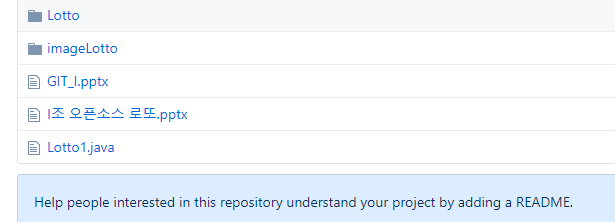 Lotto
imageLotto
GIT_I.pptx
I조 오픈소스 로또.pptx
Lotto1.java
Help people interested in this repository understand your project by adding a README.